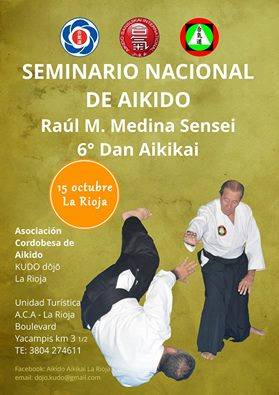 SEMINARIO NACIONAL
DE AIKIDO
Raúl M. Medina Sensei
6° Dan Aikikai
15 octubre
La Rioja
Asociación
Cordobesa de
Aikido
KUDO dōjō
La Rioja
Unidad Turística
A.C.A - La Rioja
Boulevard
Yacampis km 3 1/2
TE: 3804 274611
Facebook: Aikido Aikikai La Rioja
email: dojo.kudo@gmail.com